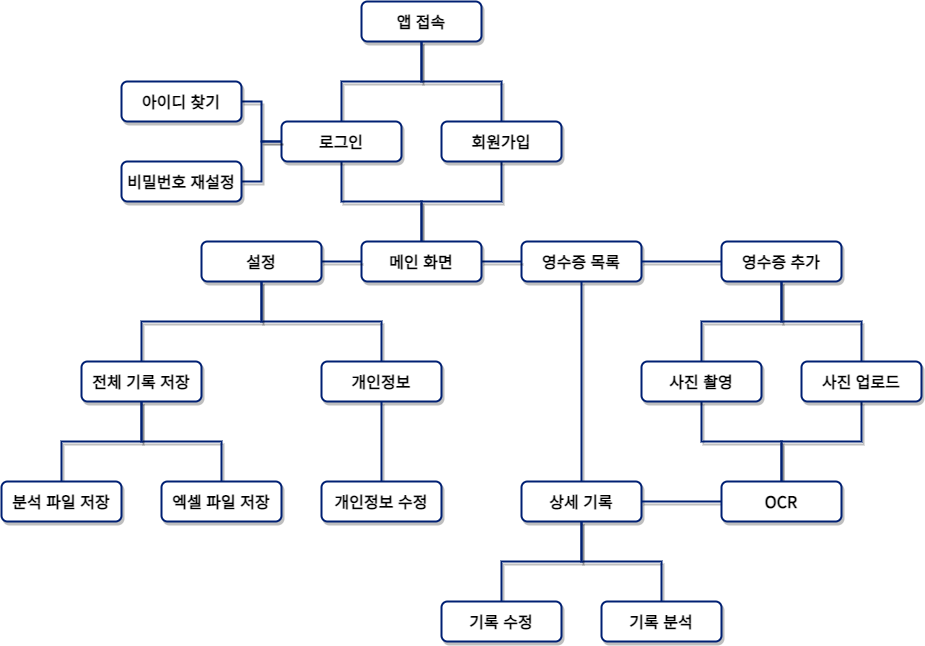 앱 접속
아이디 찾기
로그인
회원가입
비밀번호 재설정
설정
메인 화면
영수증 목록
영수증 추가
전체 기록 저장
개인정보
사진 촬영
사진 업로드
분석 파일 저장
엑셀 파일 저장
개인정보 수정
상세 기록
OCR
기록 수정
기록 분석